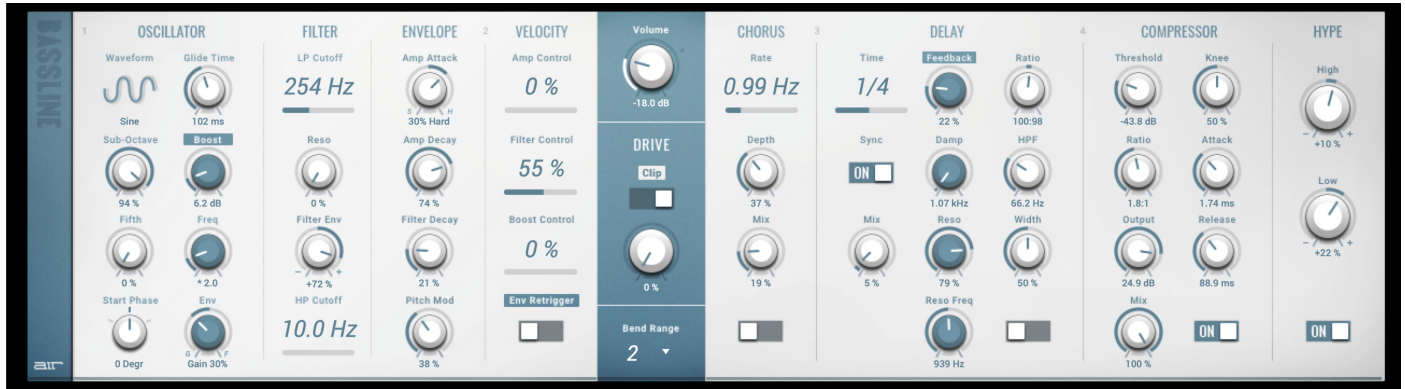 BASSLINE
1 OSCILLATOR
Waveform Glide Time
Sine 102 ms
Sub-Octave Boost
94 % 6.2 dB
Fifth Freq
0 % * 2.0
Start Phase Env
G F
0 Degr Gain 30%
FILTER
LP Cutoff
254 Hz
Reso
0 %
Filter Env
- +
+72 %
HP Cutoff
10.0 Hz
ENVELOPE
Amp Attack
S H
30% Hard
Amp Decay
74 %
Filter Decay
21 %
Pitch Mod
38 %
2 VELOCITY
Amp Control
0 %
Filter Control
55 %
Boost Control
0 %
Env Retrigger
Volume
-18.0 dB
DRIVE
Clip
0 %
Bend Range
2
CHORUS
Rate
0.99 Hz
Depth
37 %
Mix
19 %
3 DELAY
Time Feedback Ratio
1/4
22 % 100:98
Sync Damp HPF
ON
1.07 kHz 66.2 Hz
Mix Reso Width
5 % 79 % 50 %
Reso Freq
939 Hz
4 COMPRESSOR
Threshold Knee
-43.8 dB 50 %
Ratio Attack
1.8:1 1.74 ms
Output Release
24.9 dB 88.9 ms
Mix
ON
100 %
HYPE
High
- +
+10 %
Low
- +
+22 %
ON
air